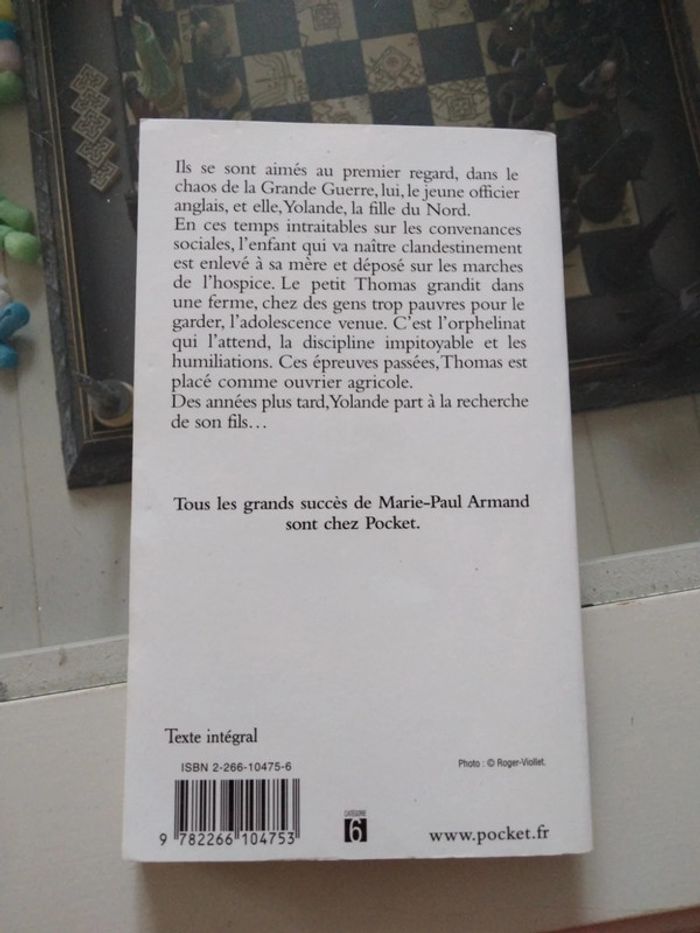 Ils se sont aimés au premier regard, dans le
chaos de la Grande Guerre, lui, le jeune officier
anglais, et elle, Yolande, la fille du Nord.
En ces temps intraitables sur les convenances
sociales, l'enfant qui va naître clandestinement
est enlevé à sa mère et déposé sur les marches
de l'hospice. Le petit Thomas grandit dans
une ferme, chez des gens trop pauvres pour le
garder, l'adolescence venue. C'est l'orphelinat
qui l'attend, la discipline impitoyable et les
humiliations. Ces épreuves passées, Thomas est
placé comme ouvrier agricole.
Des années plus tard, Yolande part à la recherche
de son fils…
Tous les grands succès de Marie-Paul Armand
sont chez Pocket.
Texte intégral
ISBN 2-266-10475-6
Photo : © Roger-Viollet.
9 782266 104753
CATÉGORIE
6
www.pocket.fr